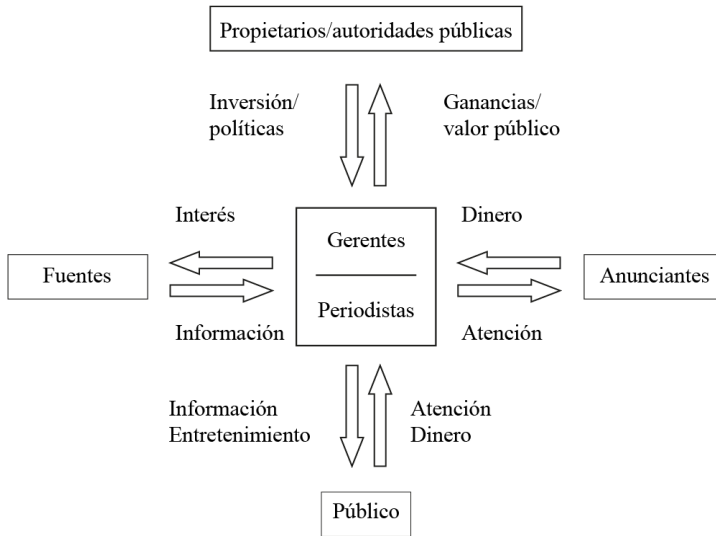 Propietarios/autoridades públicas
Inversión/
políticas
Ganancias/
valor público
Interés
Dinero
Gerentes
Fuentes
Anunciantes
Periodistas
Información
Atención
Información
Entretenimiento
Atención
Dinero
Público